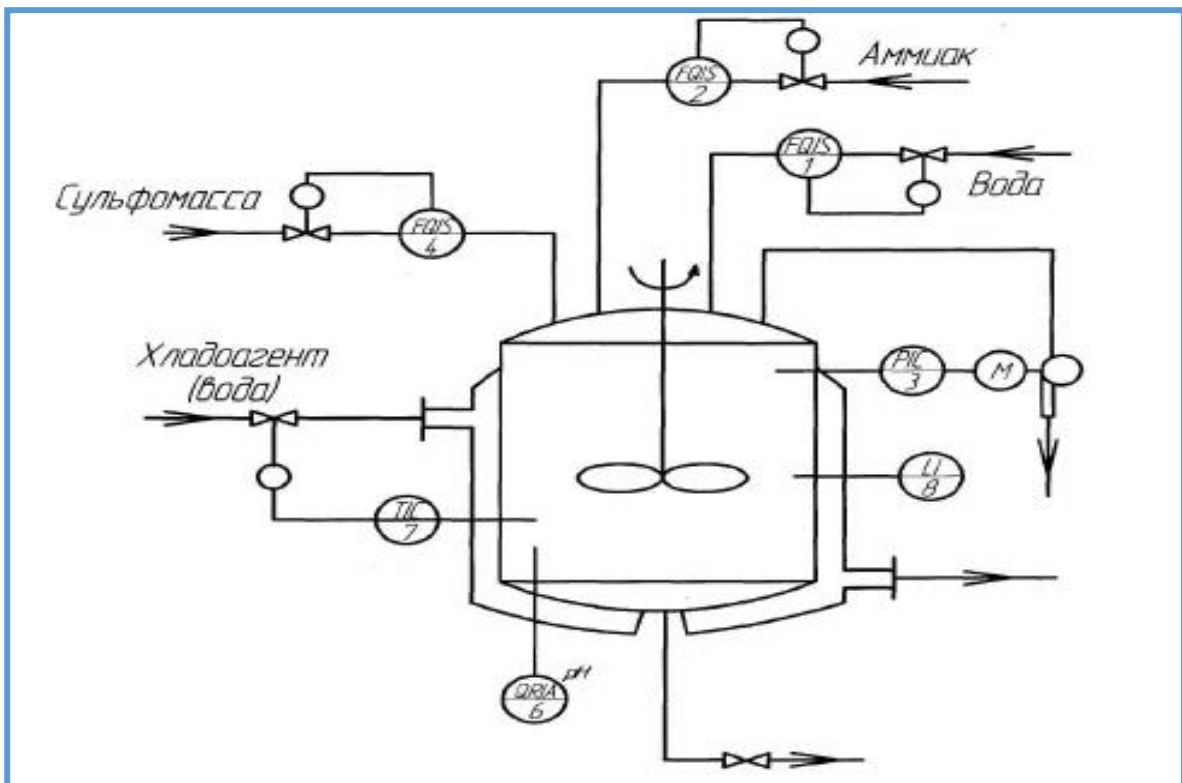 Аммиак
FQIS
2
FQIS
1
Вода
Сульфомасса
FQIS
4
Хладоагент
(вода)
PIC
3
M
LI
8
TIC
7
pH
QRIA
6